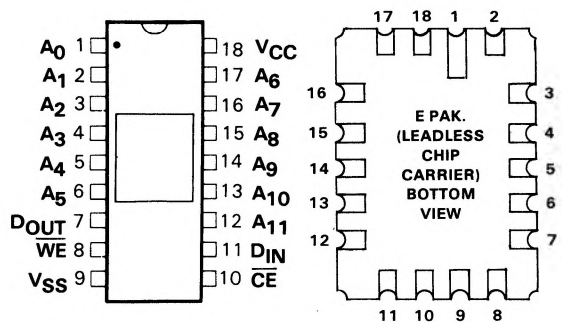 A0 1 18 VCC
A1 2 17 A6
A2 3 16 A7
A3 4 15 A8
A4 5 14 A9
A5 6 13 A10
DOUT 7 12 A11
W̅E̅ 8 11 DIN
VSS 9 10 C̅E̅
17 18 1 2
16 3
15 4
14 5
13 6
12 7
E PAK.
(LEADLESS
CHIP
CARRIER)
BOTTOM
VIEW
11 10 9 8